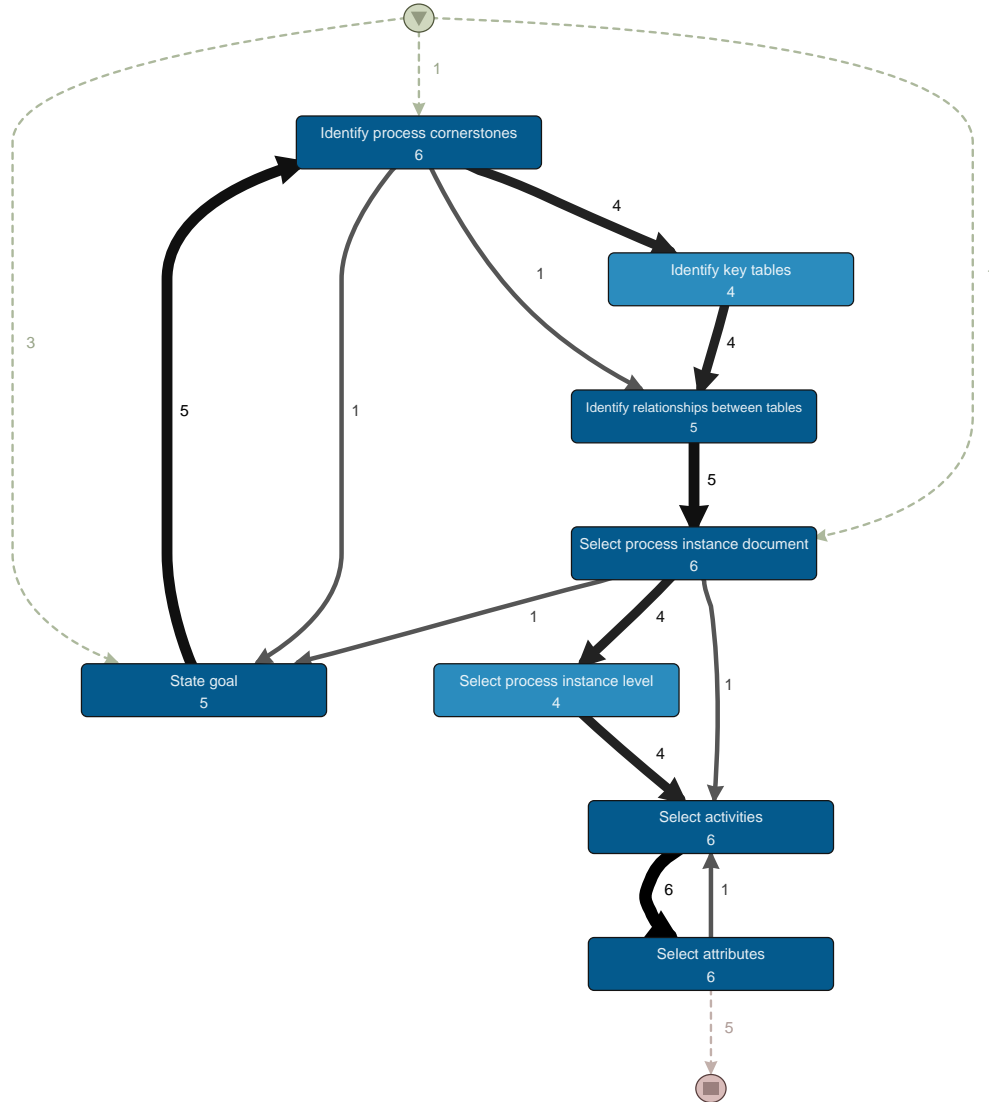 1
Identify process cornerstones
6
4
1
Identify key tables
4
3
4
5
1
Identify relationships between tables
5
5
Select process instance document
6
1
4
State goal
5
Select process instance level
4
1
4
Select activities
6
6
1
Select attributes
6
5